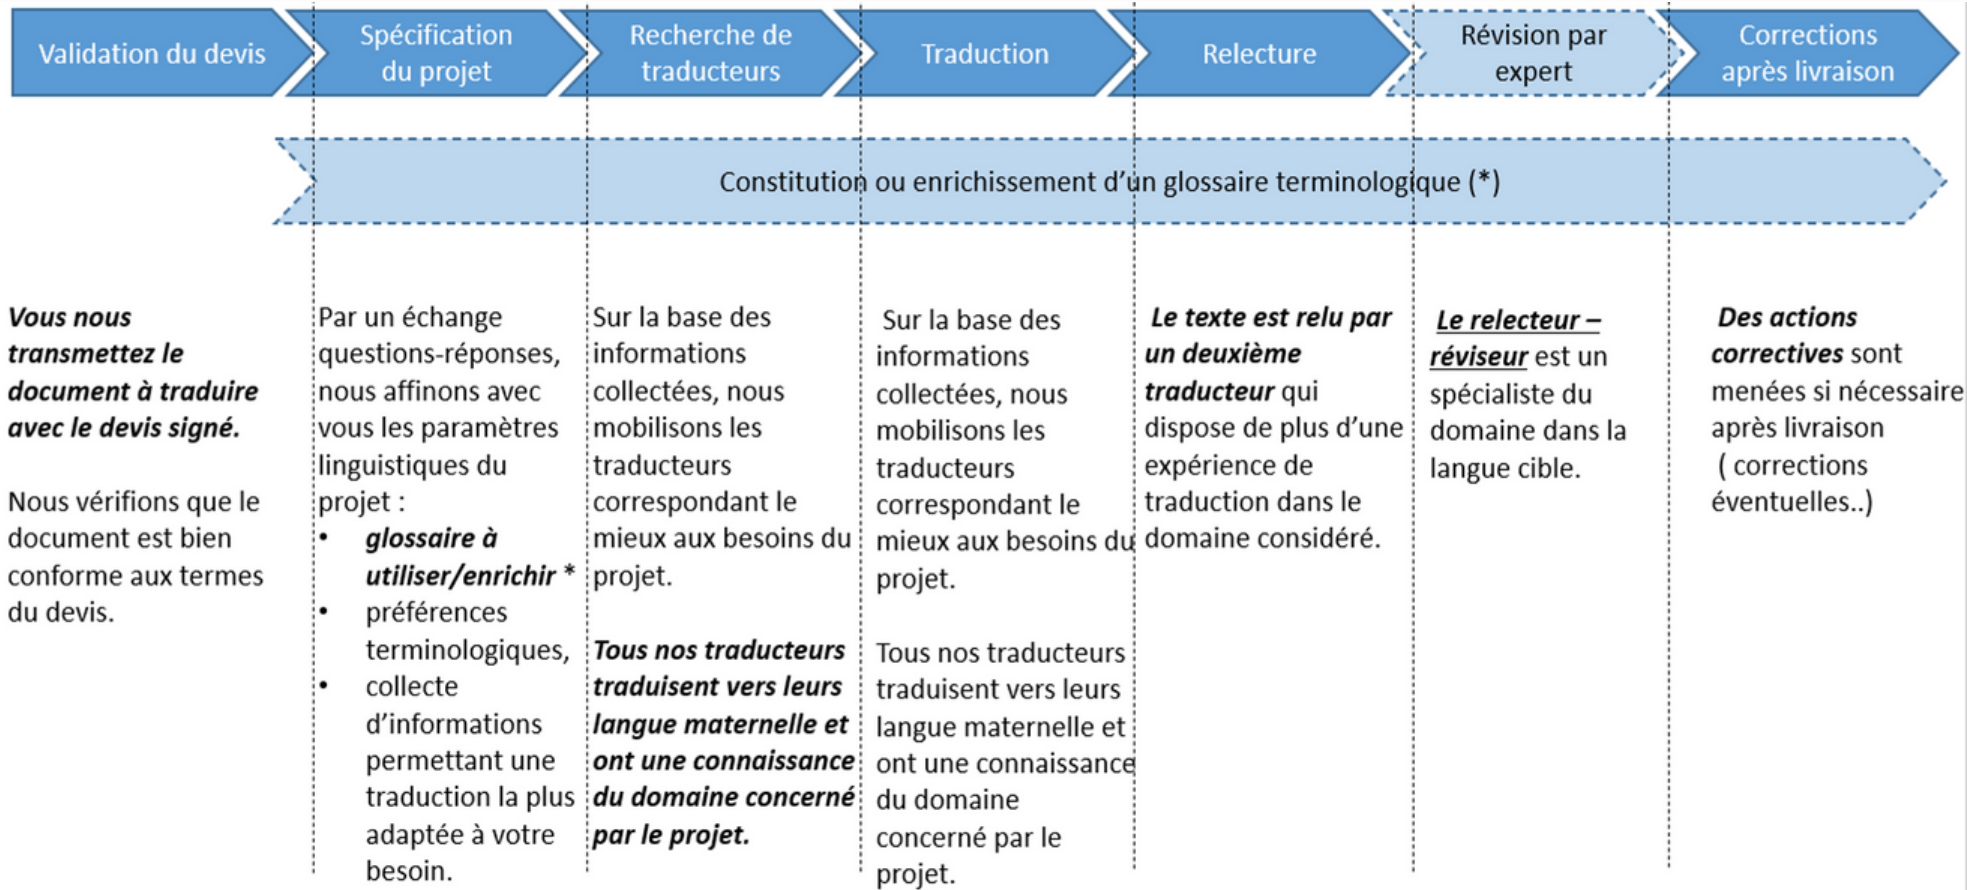 Validation du devis
Spécification
du projet
Recherche de
traducteurs
Traduction
Relecture
Révision par
expert
Corrections
après livraison
Constitution ou enrichissement d’un glossaire terminologique (*)
Vous nous
transmettez le
document à traduire
avec le devis signé.
Nous vérifions que le
document est bien
conforme aux termes
du devis.
Par un échange
questions-réponses,
nous affinons avec
vous les paramètres
linguistiques du
projet :
• glossaire à
utiliser/enrichir *
• préférences
terminologiques,
• collecte
d’informations
permettant une
traduction la plus
adaptée à votre
besoin.
Sur la base des
informations
collectées, nous
mobilisons les
traducteurs
correspondant le
mieux aux besoins du
projet.
Tous nos traducteurs
traduisent vers leurs
langue maternelle et
ont une connaissance
du domaine concerné
par le projet.
Sur la base des
informations
collectées, nous
mobilisons les
traducteurs
correspondant le
mieux aux besoins du
projet.
Tous nos traducteurs
traduisent vers leurs
langue maternelle et
ont une connaissance
du domaine
concerné par le
projet.
Le texte est relu par
un deuxième
traducteur qui
dispose de plus d’une
expérience de
traduction dans le
domaine considéré.
Le relecteur –
réviseur est un
spécialiste du
domaine dans la
langue cible.
Des actions
correctives sont
menées si nécessaire
après livraison
( corrections
éventuelles..)